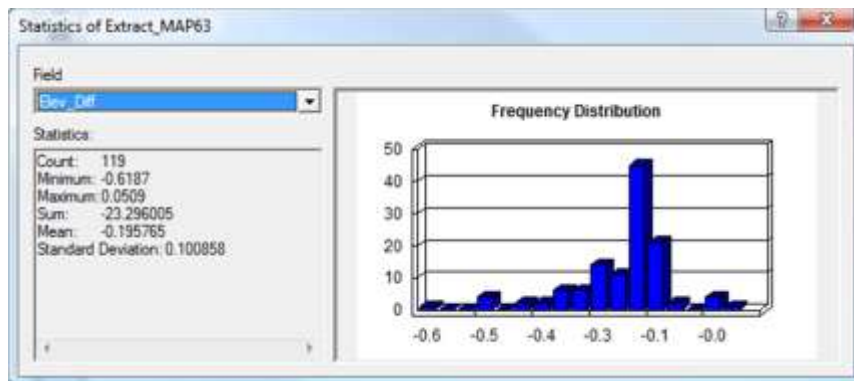 Statistics of Extract_MAP63
Field
Elev_Diff
Statistics:
Count: 119
Minimum: -0.6187
Maximum: 0.0509
Sum: -23.296005
Mean: -0.195765
Standard Deviation: 0.100858
Frequency Distribution
50
40
30
20
10
0
-0.6 -0.5 -0.4 -0.3 -0.1 -0.0